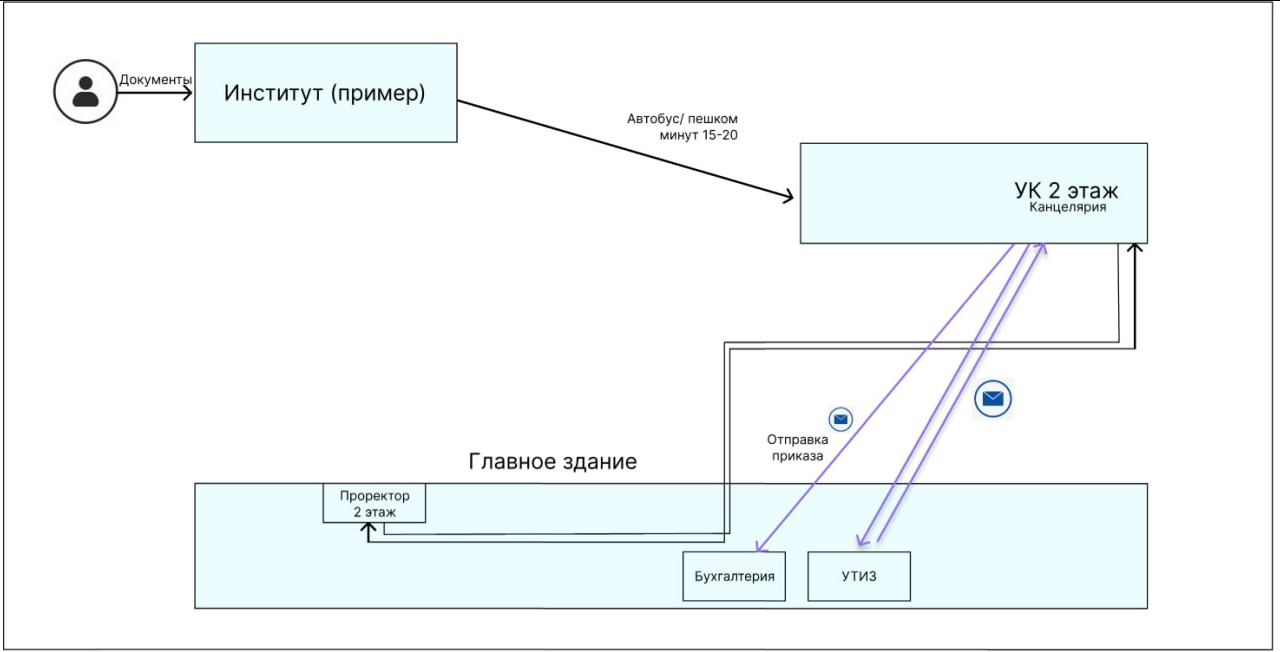 Документы
Институт (пример)
Автобус/ пешком
минут 15-20
УК 2 этаж
Канцелярия
Отправка
приказа
Главное здание
Проректор
2 этаж
Бухгалтерия
УТИЗ